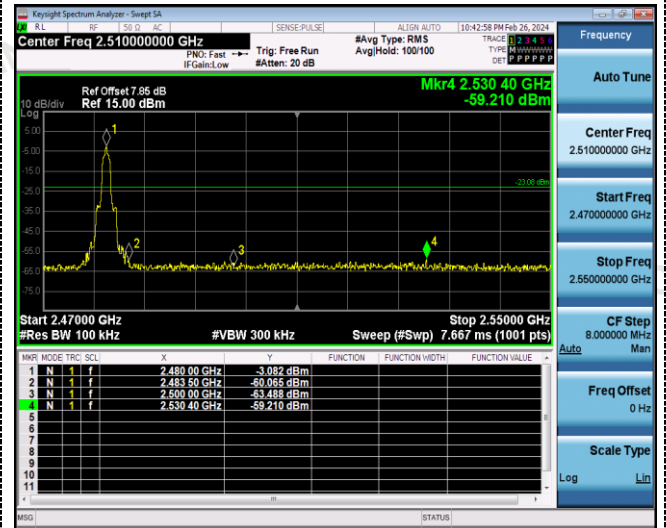 Keysight Spectrum Analyzer - Swept SA
RL RF 50 Ω AC SENSE:PULSE ALIGN AUTO 10:42:58 PM Feb 26, 2024
Center Freq 2.510000000 GHz
PNO: Fast
IFGain:Low
Trig: Free Run
#Atten: 20 dB
#Avg Type: RMS
Avg|Hold: 100/100
TRACE 1 2 3 4 5 6
TYPE M W W W W W
DET P P P P P P
Mkr4 2.530 40 GHz
-59.210 dBm
Ref Offset 7.85 dB
10 dB/div Ref 15.00 dBm
Log
5.00
-5.00
-15.0
-25.0
-35.0
-45.0
-55.0
-65.0
-75.0
1
2
3
4
-23.08 dBm
Start 2.47000 GHz Stop 2.55000 GHz
#Res BW 100 kHz #VBW 300 kHz Sweep (#Swp) 7.667 ms (1001 pts)
MKR MODE TRC SCL X Y FUNCTION FUNCTION WIDTH FUNCTION VALUE
1 N 1 f 2.480 00 GHz -3.082 dBm
2 N 1 f 2.483 50 GHz -60.065 dBm
3 N 1 f 2.500 00 GHz -63.488 dBm
4 N 1 f 2.530 40 GHz -59.210 dBm
5
6
7
8
9
10
11
MSG STATUS
Frequency
Auto Tune
Center Freq
2.510000000 GHz
Start Freq
2.470000000 GHz
Stop Freq
2.550000000 GHz
CF Step
8.000000 MHz
Auto Man
Freq Offset
0 Hz
Scale Type
Log Lin